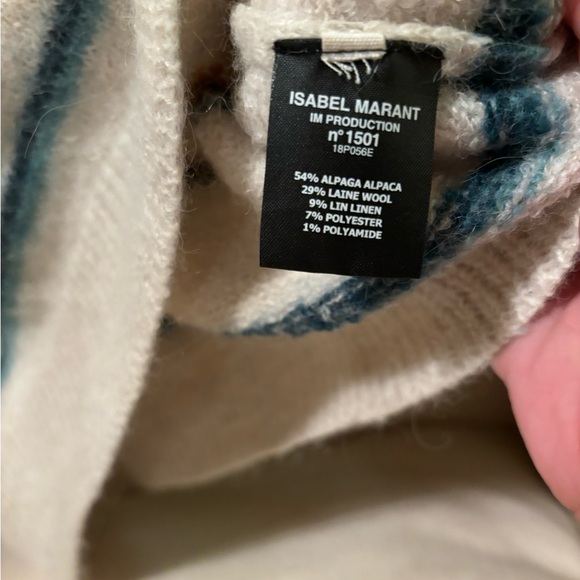 ISABEL MARANT
IM PRODUCTION
n°1501
18P056E
54% ALPAGA ALPACA
29% LAINE WOOL
9% LIN LINEN
7% POLYESTER
1% POLYAMIDE